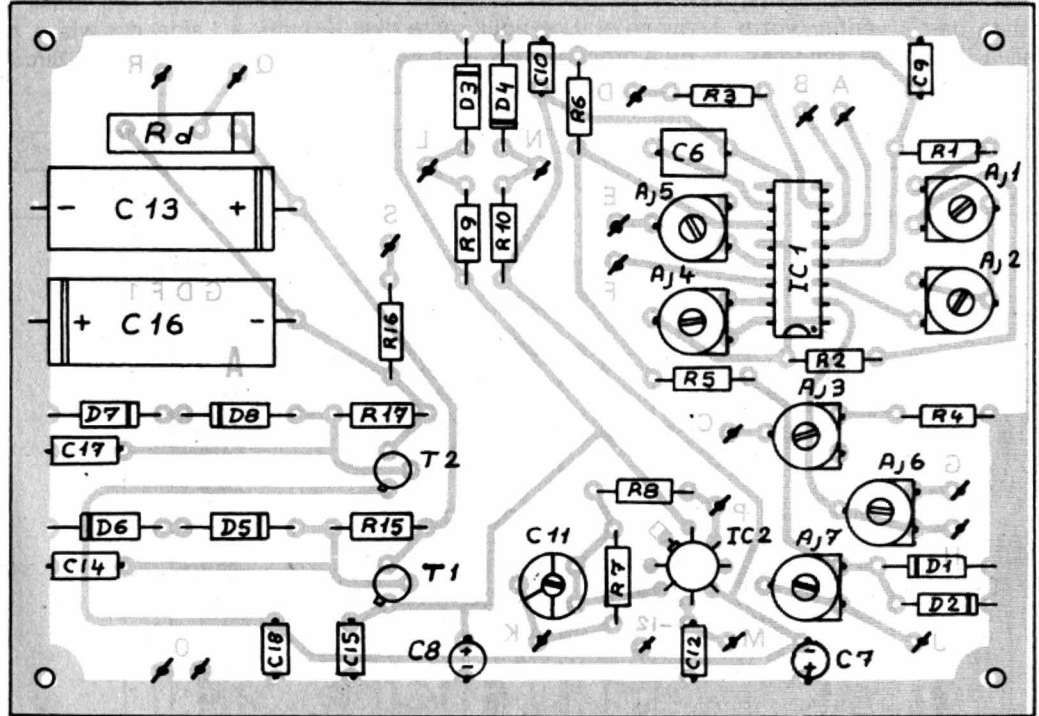 R
Q
D3
D4
C10
R6
D
R3
B
A
C9
Rd
L
N
C6
R1
Aj1
C13
- +
S
R9
R10
E
Aj5
IC1
Aj2
GDF1
C16
+ -
A
R16
F
Aj4
R2
R5
Aj3
D7
D8
R17
C
R4
C17
T2
Aj6
G
R8
P
D6
D5
R15
C11
R7
IC2
Aj7
H
D1
C14
T1
D2
O
C18
C15
C8
+
-
K
-12
C12
M
-
+
C7
J